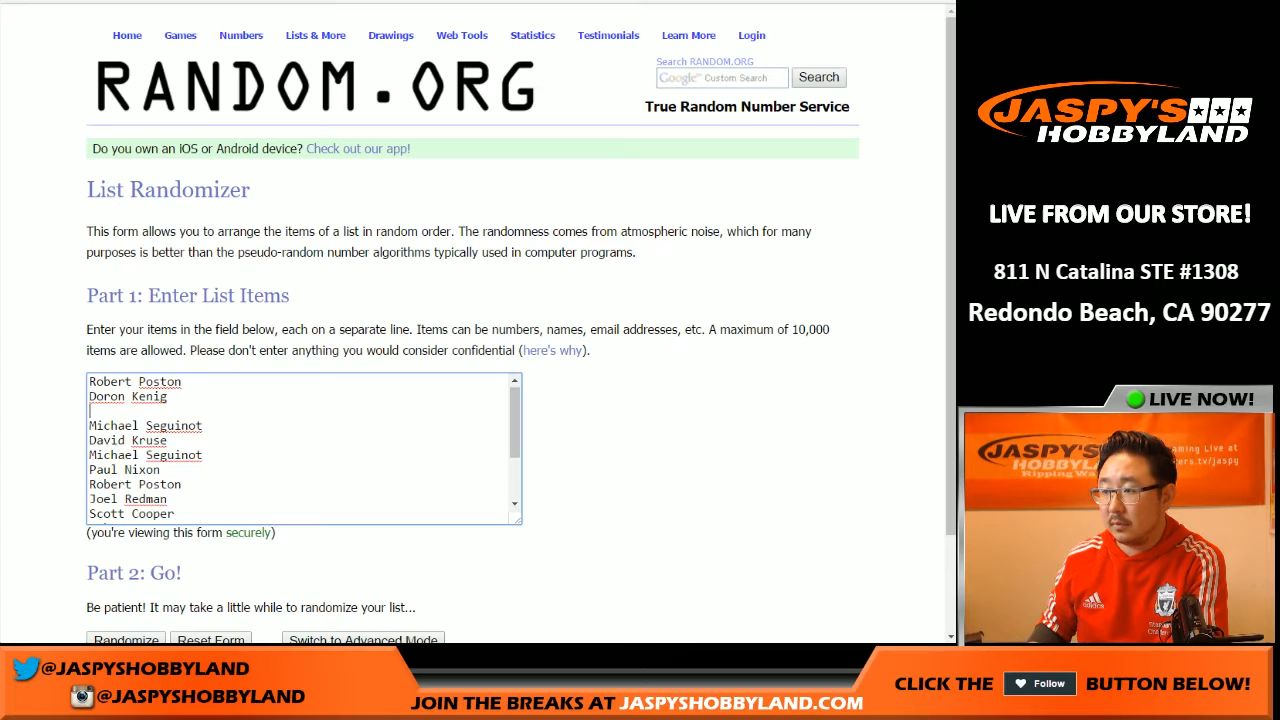 Home Games Numbers Lists & More Drawings Web Tools Statistics Testimonials Learn More Login
RANDOM.ORG
Search RANDOM.ORG
Google™ Custom Search Search
True Random Number Service
Do you own an iOS or Android device? Check out our app!
List Randomizer
This form allows you to arrange the items of a list in random order. The randomness comes from atmospheric noise, which for many
purposes is better than the pseudo-random number algorithms typically used in computer programs.
Part 1: Enter List Items
Enter your items in the field below, each on a separate line. Items can be numbers, names, email addresses, etc. A maximum of 10,000
items are allowed. Please don't enter anything you would consider confidential (here's why).
Robert Poston
Doron Kenig
Michael Seguinot
David Kruse
Michael Seguinot
Paul Nixon
Robert Poston
Joel Redman
Scott Cooper
(you're viewing this form securely)
Part 2: Go!
Be patient! It may take a little while to randomize your list...
Randomize Reset Form Switch to Advanced Mode
JASPY'S
HOBBYLAND
LIVE FROM OUR STORE!
811 N Catalina STE #1308
Redondo Beach, CA 90277
LIVE NOW!
JASPY'S
HOBBYLAND
adidas
@JASPYSHOBBYLAND
@JASPYSHOBBYLAND
JOIN THE BREAKS AT JASPYSHOBBYLAND.COM
CLICK THE Follow BUTTON BELOW!